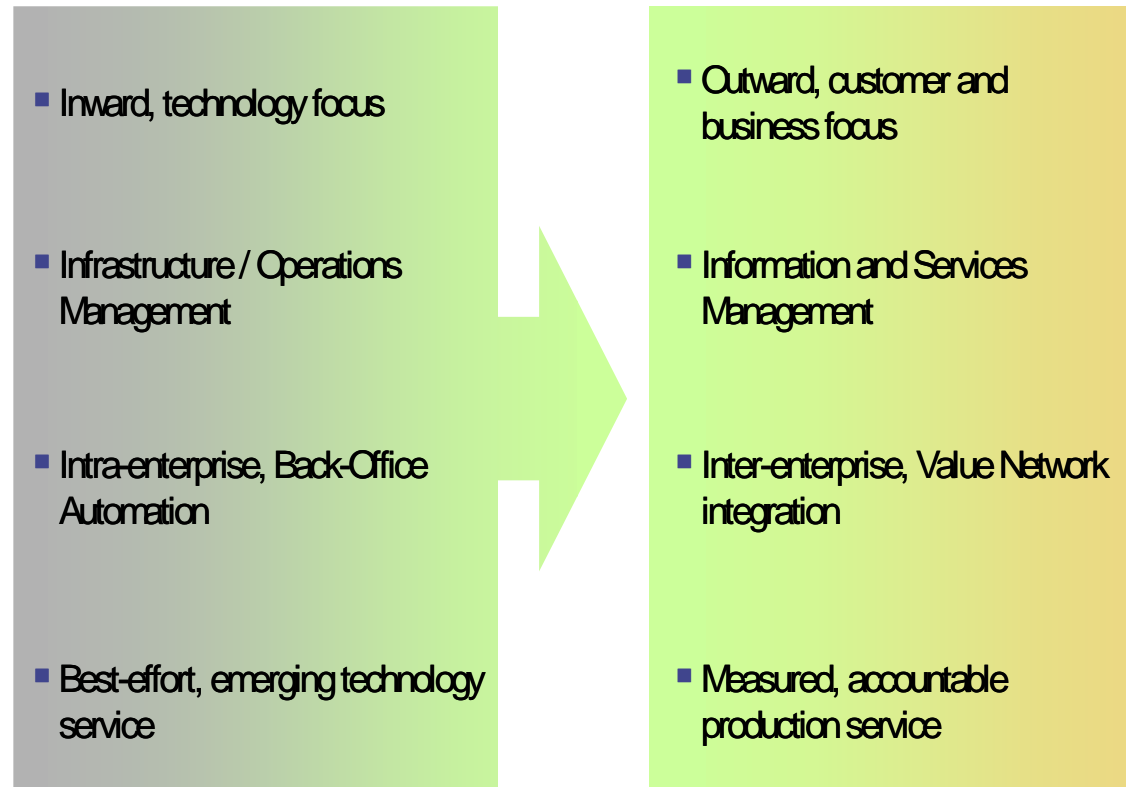 ▪ Inward, technology focus
▪ Infrastructure / Operations
Management
▪ Intra-enterprise, Back-Office
Automation
▪ Best-effort, emerging technology
service
▪ Outward, customer and
business focus
▪ Information and Services
Management
▪ Inter-enterprise, Value Network
integration
▪ Measured, accountable
production service